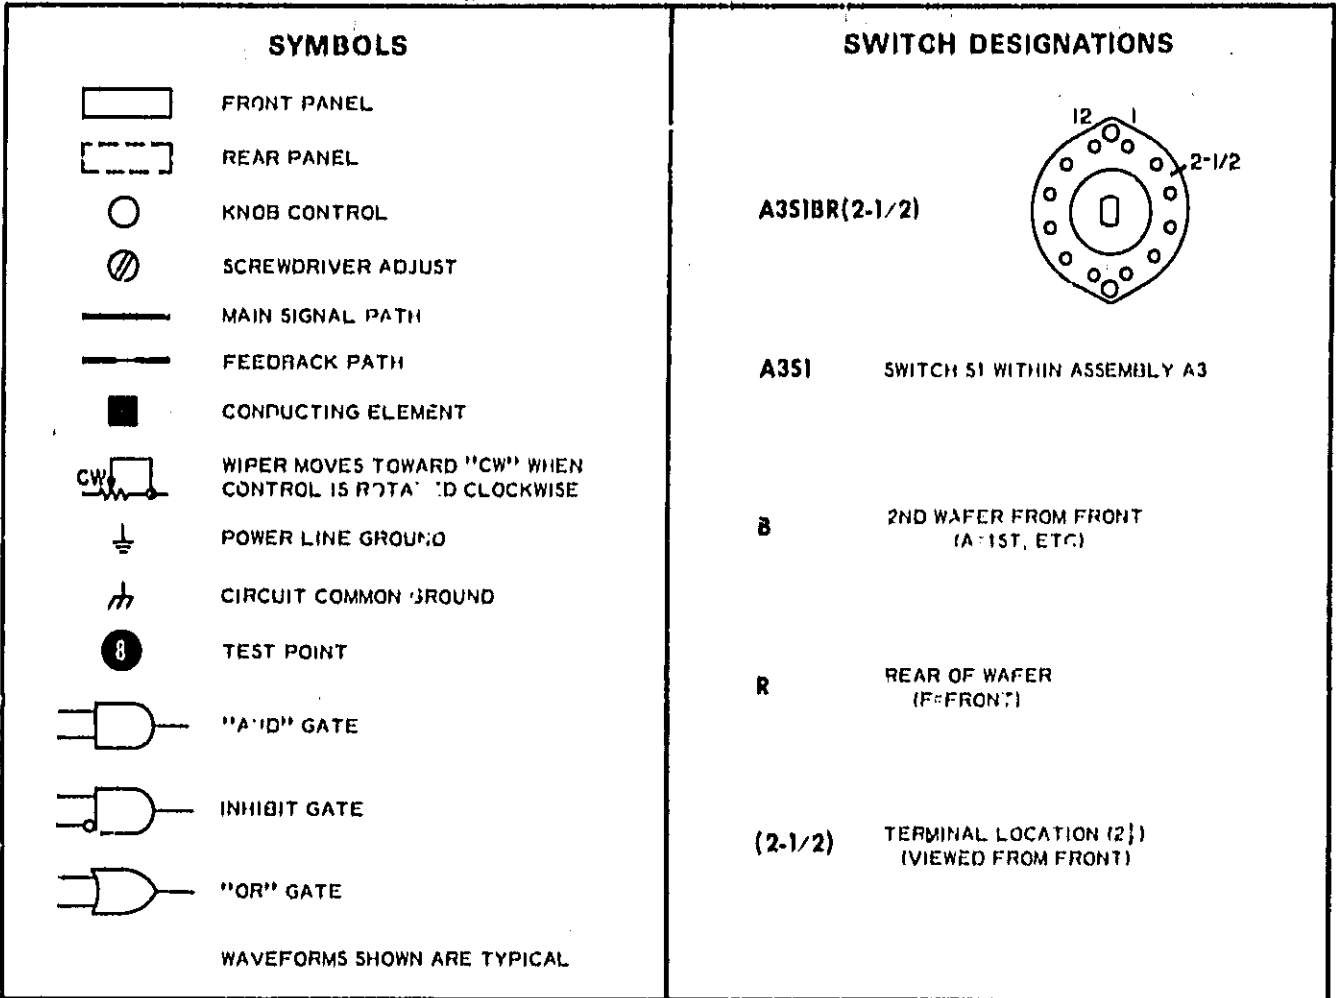 SYMBOLS
FRONT PANEL
REAR PANEL
KNOB CONTROL
SCREWDRIVER ADJUST
MAIN SIGNAL PATH
FEEDBACK PATH
CONDUCTING ELEMENT
CW
WIPER MOVES TOWARD "CW" WHEN
CONTROL IS ROTATED CLOCKWISE
POWER LINE GROUND
CIRCUIT COMMON GROUND
8
TEST POINT
"AND" GATE
INHIBIT GATE
"OR" GATE
WAVEFORMS SHOWN ARE TYPICAL
SWITCH DESIGNATIONS
12 1
2-1/2
A3S1BR(2-1/2)
A3S1 SWITCH S1 WITHIN ASSEMBLY A3
B 2ND WAFER FROM FRONT
(A=1ST, ETC)
R REAR OF WAFER
(F=FRONT)
(2-1/2) TERMINAL LOCATION (2½)
(VIEWED FROM FRONT)